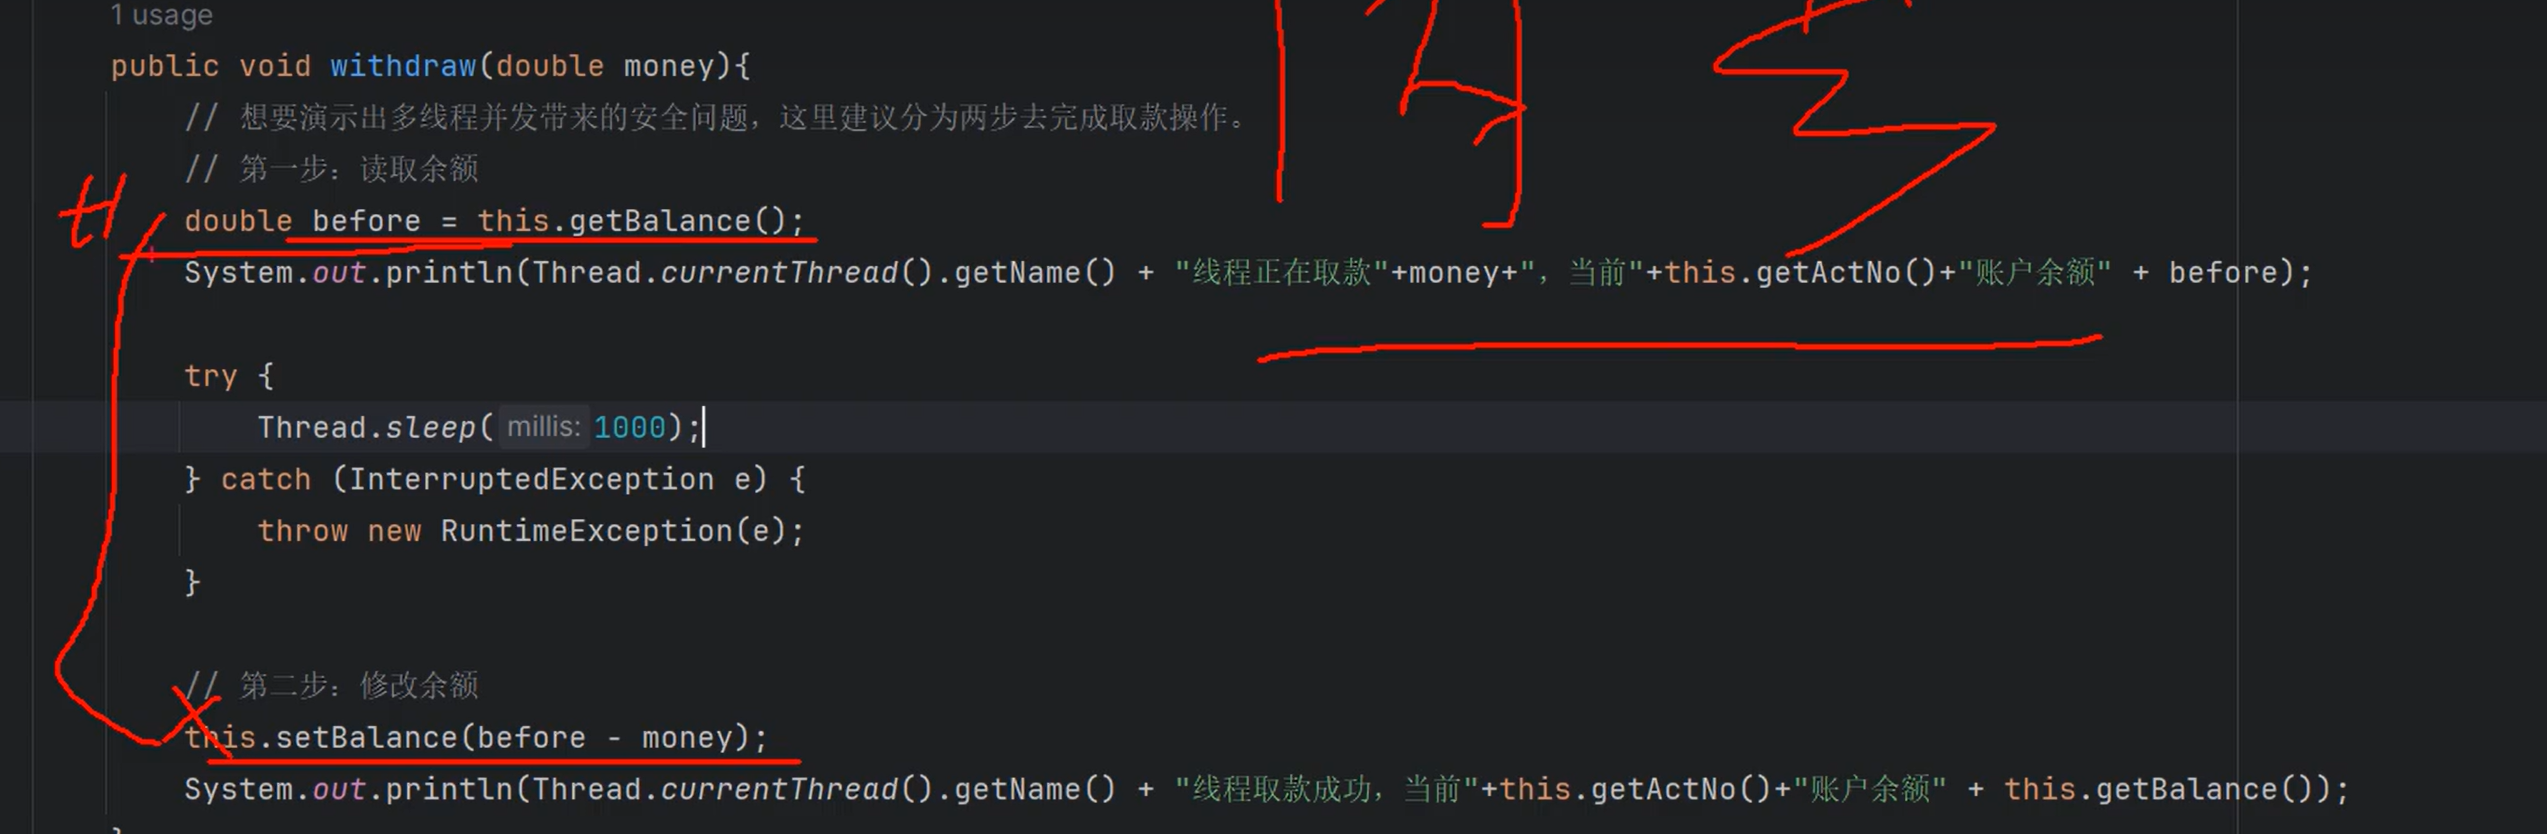 1 usage
public void withdraw(double money){
// 想要演示出多线程并发带来的安全问题，这里建议分为两步去完成取款操作。
// 第一步：读取余额
double before = this.getBalance();
System.out.println(Thread.currentThread().getName() + "线程正在取款"+money+"，当前"+this.getActNo()+"账户余额" + before);
try {
Thread.sleep( millis: 1000);
} catch (InterruptedException e) {
throw new RuntimeException(e);
}
// 第二步：修改余额
this.setBalance(before - money);
System.out.println(Thread.currentThread().getName() + "线程取款成功，当前"+this.getActNo()+"账户余额" + this.getBalance());